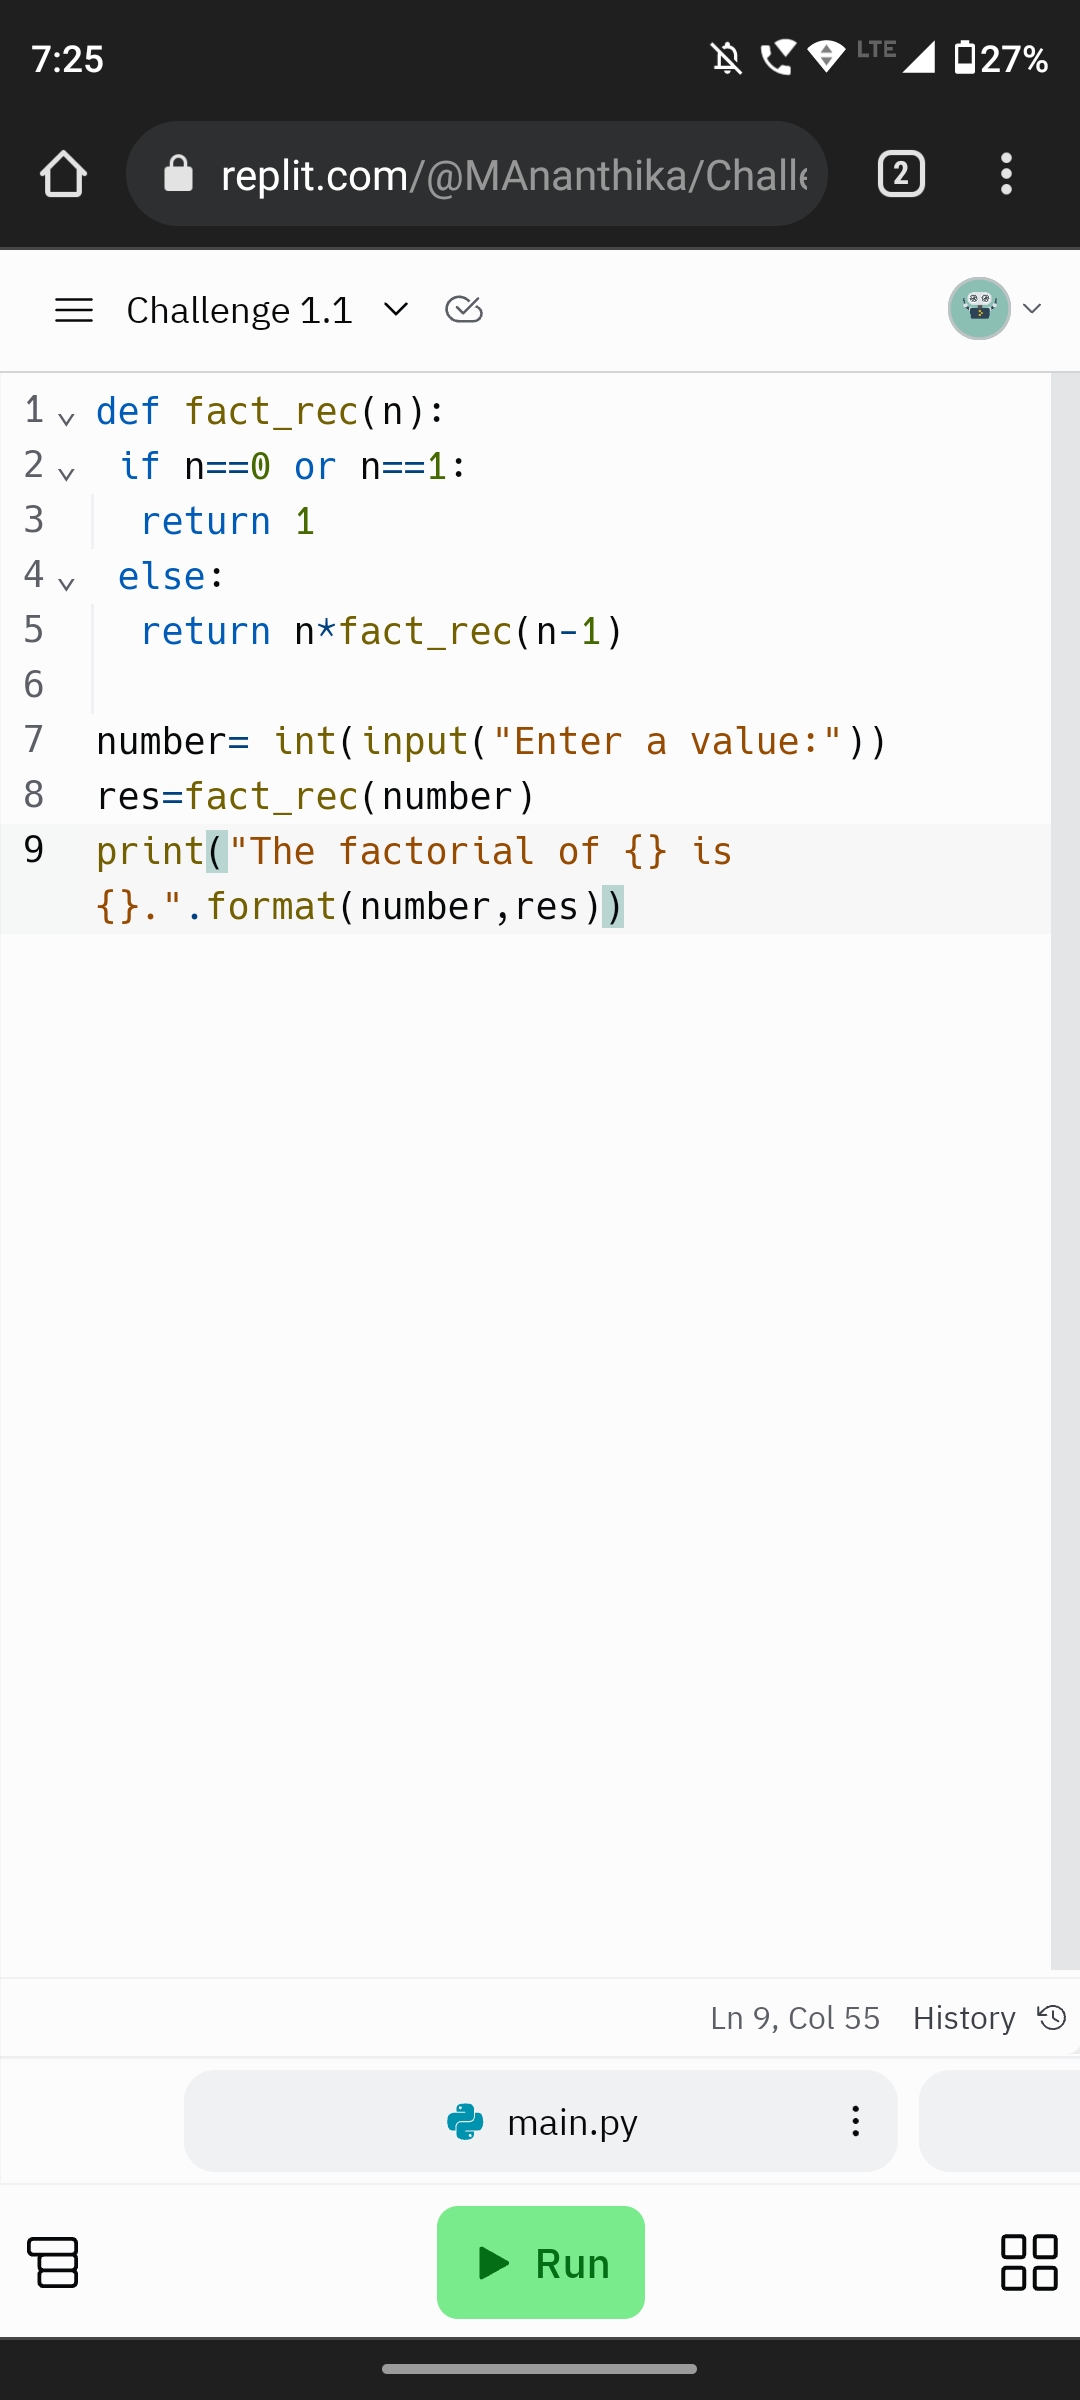 7:25 LTE 27%
replit.com/@MAnanthika/Challe
2
Challenge 1.1
1 def fact_rec(n):
2  if n==0 or n==1:
3   return 1
4  else:
5   return n*fact_rec(n-1)
6
7 number= int(input("Enter a value:"))
8 res=fact_rec(number)
9 print("The factorial of {} is
{}.".format(number,res))
Ln 9, Col 55 History
main.py
Run